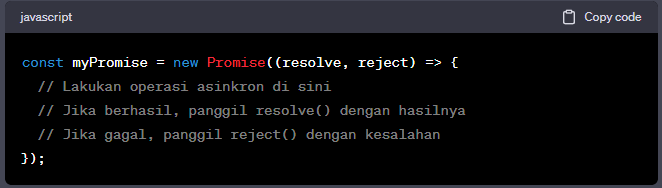 javascript
Copy code
const myPromise = new Promise((resolve, reject) => {
  // Lakukan operasi asinkron di sini
  // Jika berhasil, panggil resolve() dengan hasilnya
  // Jika gagal, panggil reject() dengan kesalahan
});